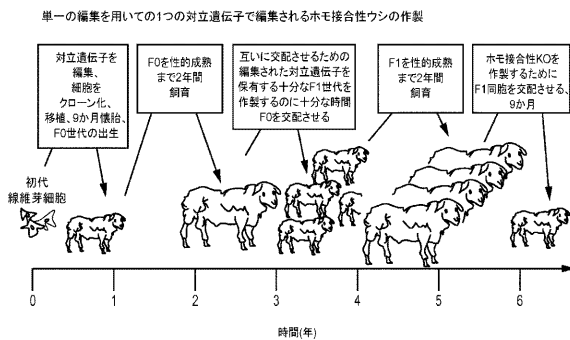 単一の編集を用いての1つの対立遺伝子で編集されるホモ接合性ウシの作製
対立遺伝子を
編集、
細胞を
クローン化、
移植、9か月懐胎、
F0世代の出生
F0を性的成熟
まで2年間
飼育
互いに交配させるための
編集された対立遺伝子を
保有する十分なF1世代を
作製するのに十分な時間
F0を交配させる
F1を性的成熟
まで2年間
飼育
ホモ接合性KOを
作製するために
F1同胞を交配させる、
9か月
初代
線維芽細胞
0
1
2
3
4
5
6
時間(年)